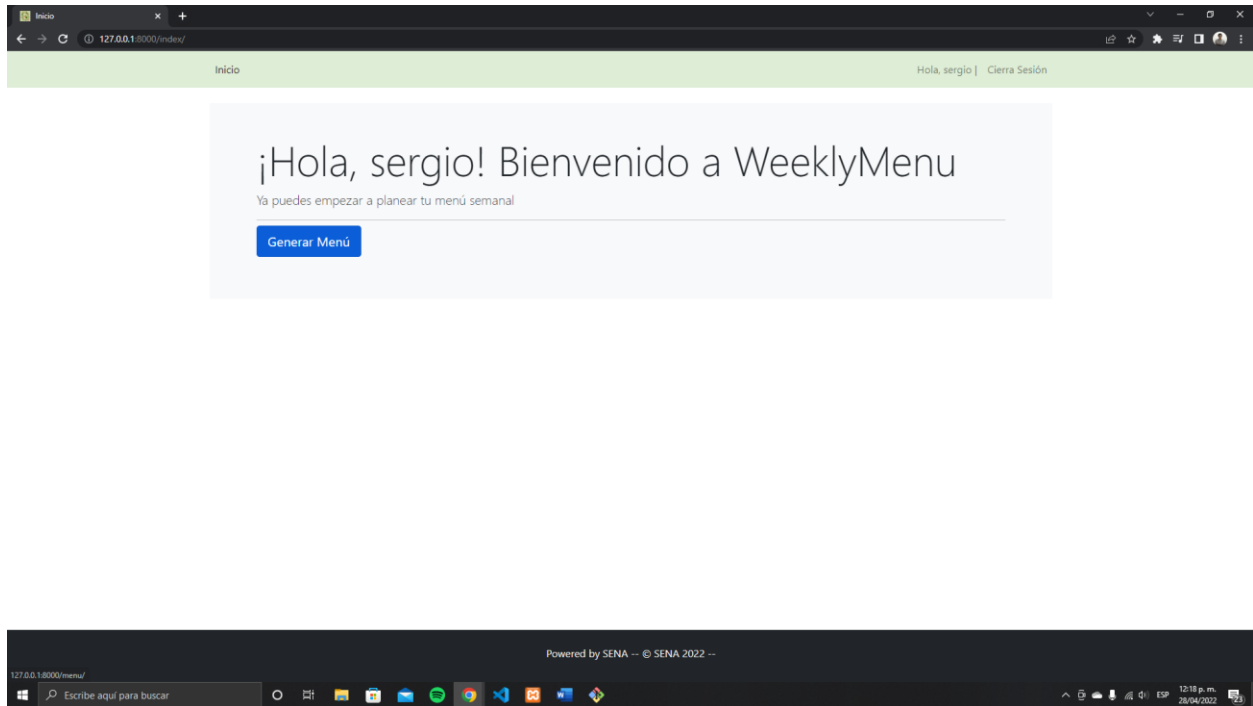 Inicio
127.0.0.1:8000/index/
Inicio
Hola, sergio | Cierra Sesión
¡Hola, sergio! Bienvenido a WeeklyMenu
Ya puedes empezar a planear tu menú semanal
Generar Menú
Powered by SENA -- © SENA 2022 --
127.0.0.1:8000/menu/
Escribe aquí para buscar
ESP
12:18 p. m.
28/04/2022
23